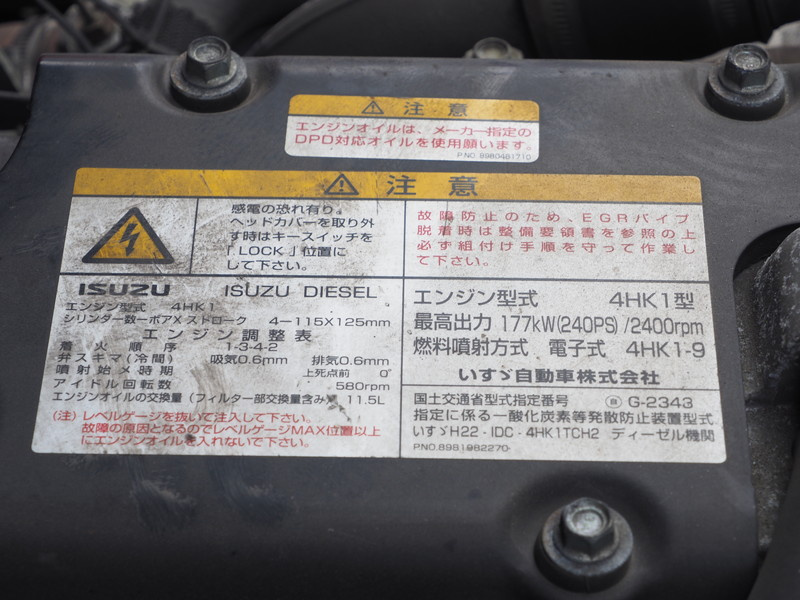 ⚠ 注意
エンジンオイルは、メーカー指定の
DPD対応オイルを使用願います。
P.NO.8980481710
⚠ 注意
感電の恐れ有り。
ヘッドカバーを取り外
す時はキースイッチを
「LOCK」位置に
して下さい。
故障防止のため、EGRパイプ
脱着時は整備要領書を参照の上
必ず組付け手順を守って作業し
て下さい。
ISUZU ISUZU DIESEL
エンジン型式 4HK1
シリンダー数ーボアXストローク 4ー115X125mm
エンジン調整表
着火順序 1-3-4-2
弁スキマ(冷間) 吸気0.6mm 排気0.6mm
噴射始メ時期 上死点前 0°
アイドル回転数 580rpm
エンジンオイルの交換量(フィルター部交換量含み) 11.5L
(注)レベルゲージを抜いて注入して下さい。
故障の原因となるのでレベルゲージMAX位置以上
にエンジンオイルを入れないで下さい。
エンジン型式 4HK1型
最高出力 177kW(240PS)/2400rpm
燃料噴射方式 電子式 4HK1-9
いすゞ自動車株式会社
国土交通省型式指定番号 G-2343
指定に係る一酸化炭素等発散防止装置型式
いすゞH22-IDC-4HK1TCH2 ディーゼル機関
P.NO.8981982270